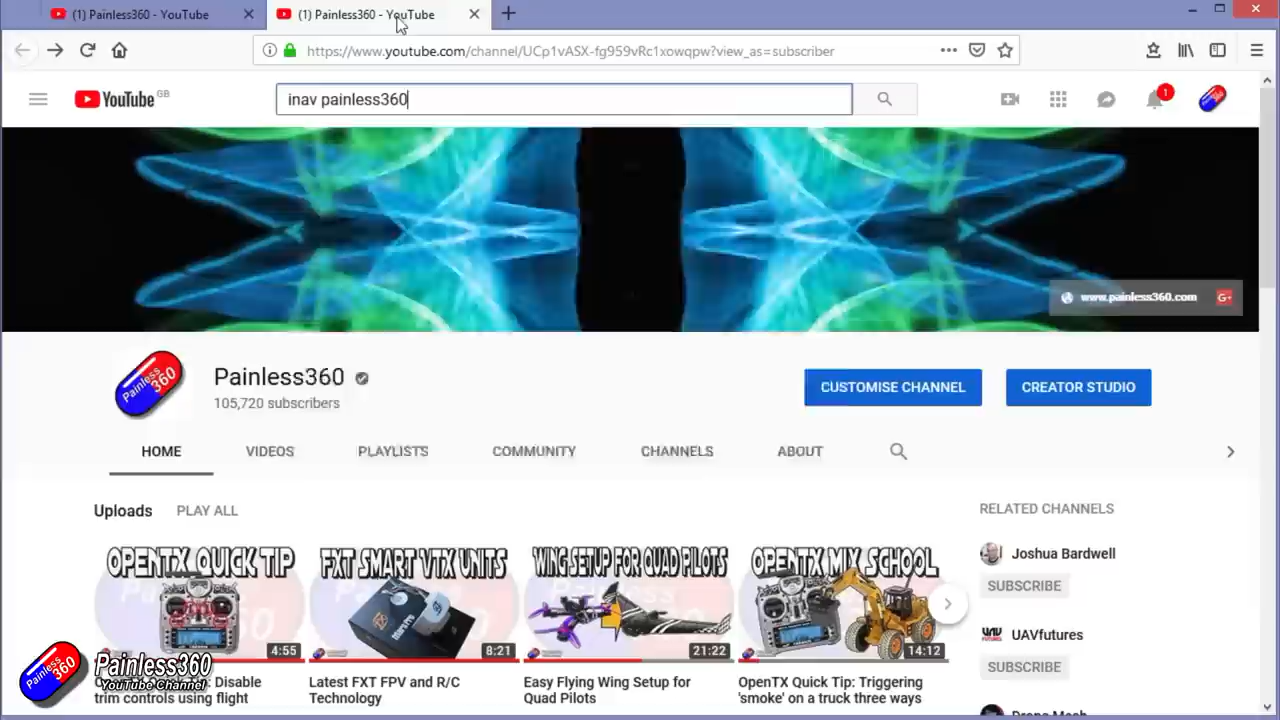 (1) Painless360 - YouTube
(1) Painless360 - YouTube
https://www.youtube.com/channel/UCp1vASX-fg959vRc1xowqpw?view_as=subscriber
YouTube GB
inav painless360
1
www.painless360.com
G+
Painless 360
Painless360
105,720 subscribers
CUSTOMISE CHANNEL
CREATOR STUDIO
HOME
VIDEOS
PLAYLISTS
COMMUNITY
CHANNELS
ABOUT
Uploads
PLAY ALL
RELATED CHANNELS
OPENTX QUICK TIP
FXT SMART VTX UNITS
WING SETUP FOR QUAD PILOTS
OPENTX MIX SCHOOL
4:55
8:21
21:22
14:12
Disable
trim controls using flight
Latest FXT FPV and R/C
Technology
Easy Flying Wing Setup for
Quad Pilots
OpenTX Quick Tip: Triggering
'smoke' on a truck three ways
Joshua Bardwell
SUBSCRIBE
UAVfutures
SUBSCRIBE
Painless 360
Painless360
YouTube Channel